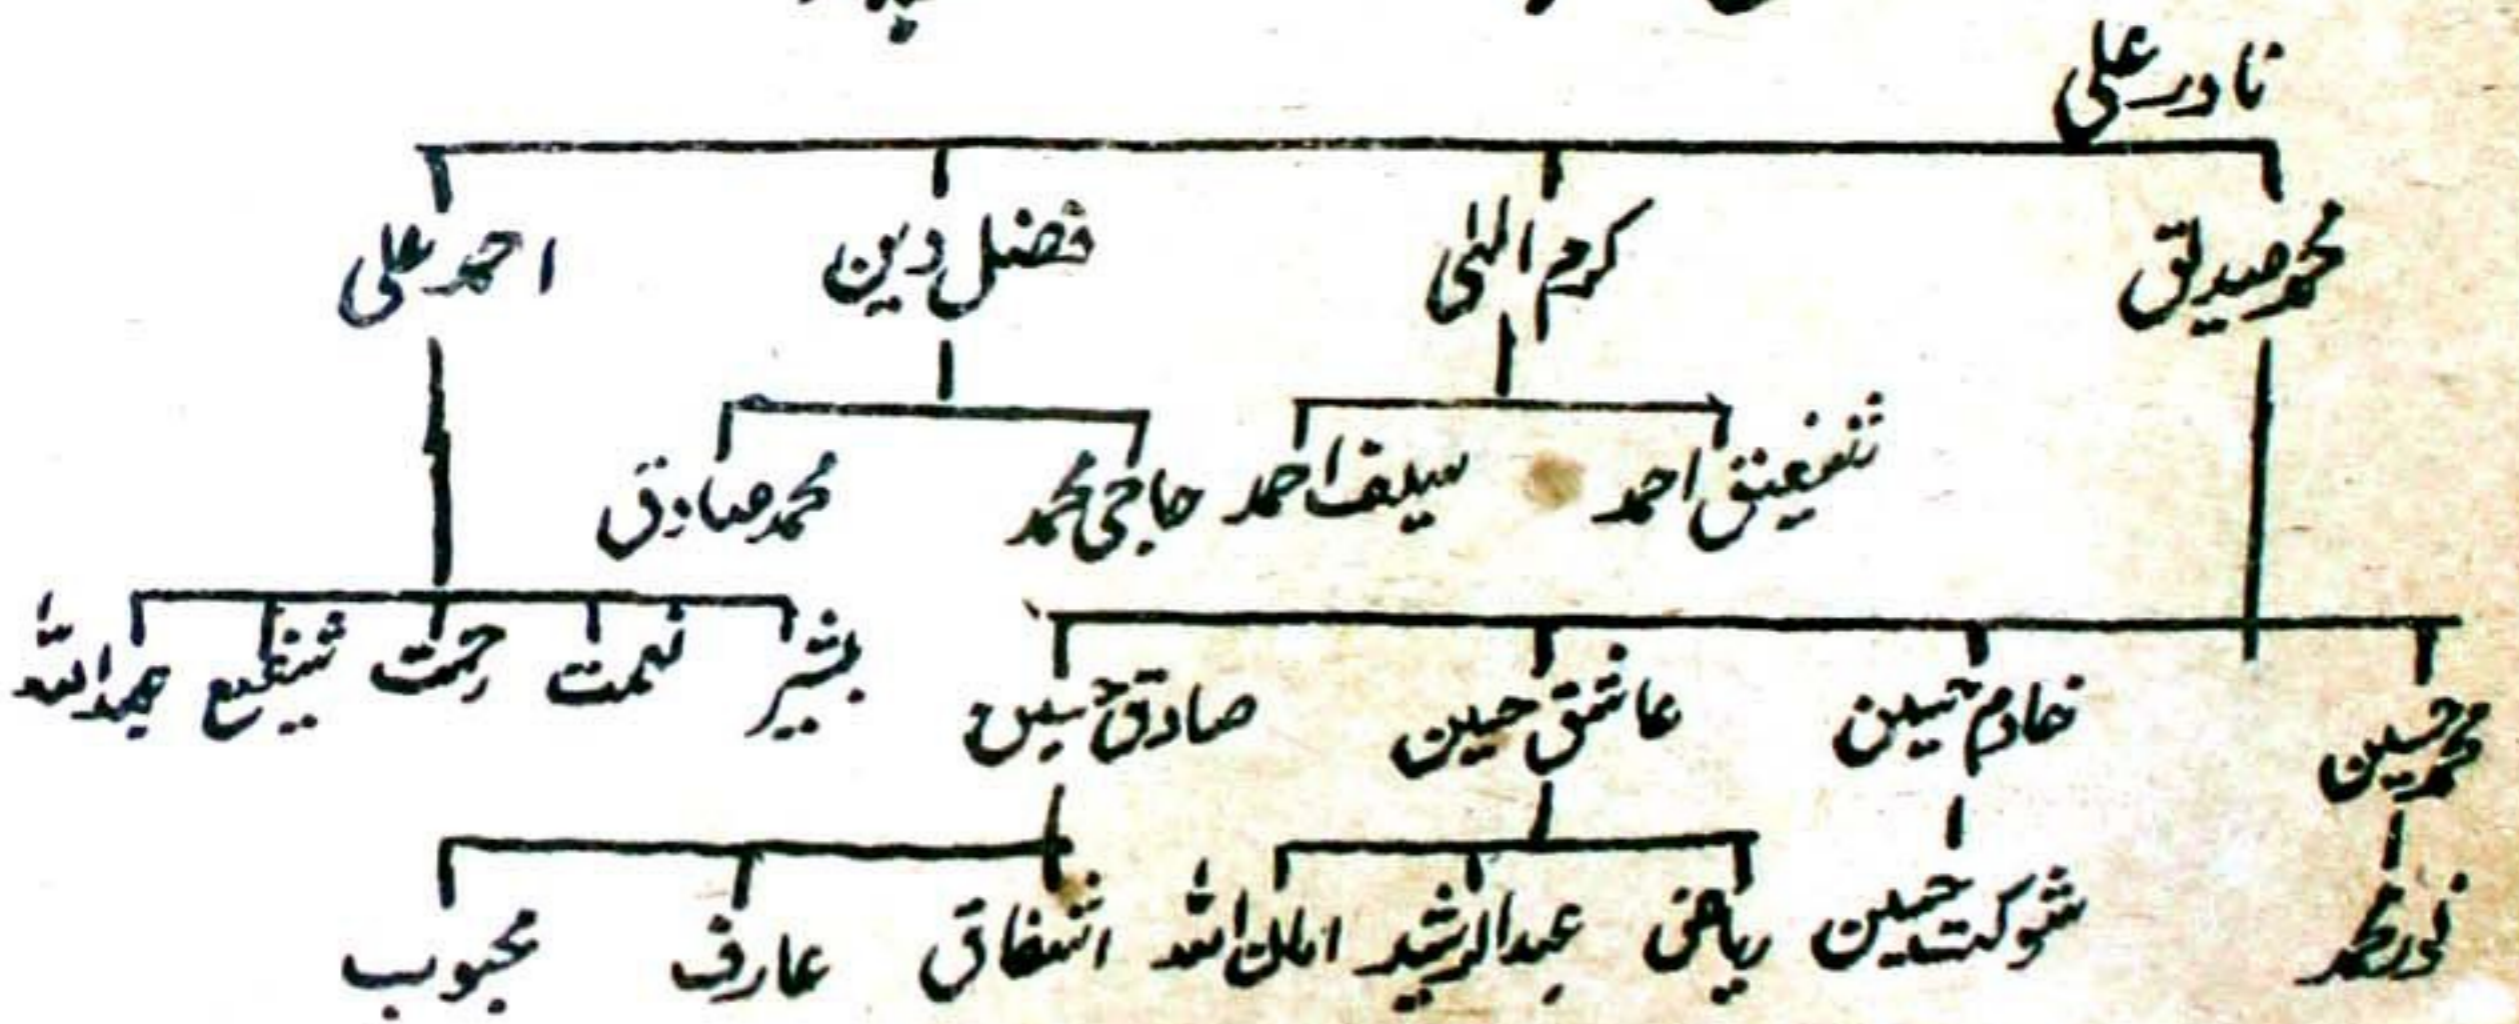 نادر علی
محمد صدیق کرم الٰہی فضل دین احمد علی
شفیق احمد سیف احمد حاجی محمد محمد صادق
بشیر نعمت رحمت شفیع
محمد حسین خادم حسین عاشق حسین صادق حسین
نور محمد شوکت حسین ریاض عبدالرشید امان اللہ اشفاق عارف محبوب